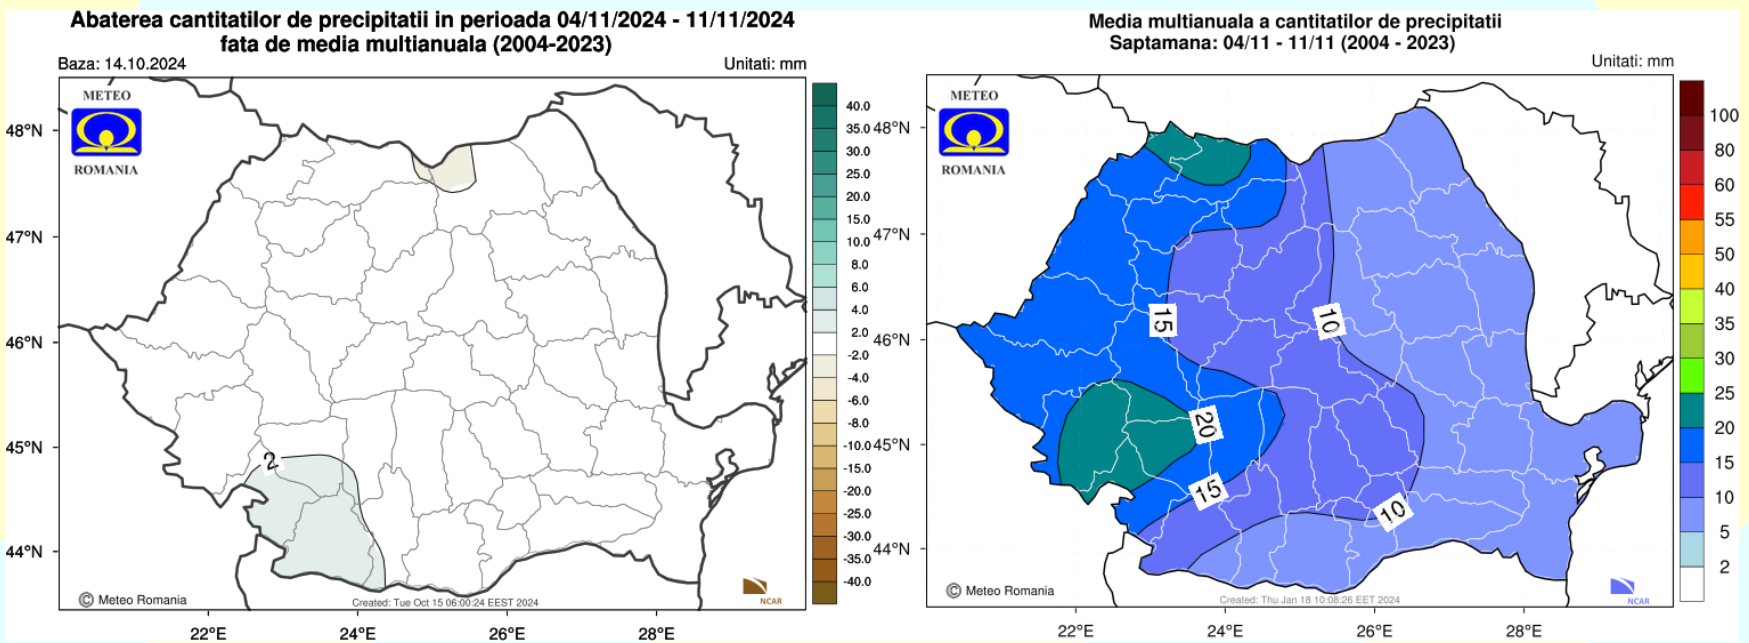 Abaterea cantitatilor de precipitatii in perioada 04/11/2024 - 11/11/2024
fata de media multianuala (2004-2023)
Baza: 14.10.2024
Unitati: mm
METEO
ROMANIA
48°N
47°N
46°N
45°N
44°N
2
40.0
35.0
30.0
25.0
20.0
15.0
10.0
8.0
6.0
4.0
2.0
-2.0
-4.0
-6.0
-8.0
-10.0
-15.0
-20.0
-25.0
-30.0
-35.0
-40.0
© Meteo Romania
Created: Tue Oct 15 06:00:24 EEST 2024
NCAR
22°E
24°E
26°E
28°E
Media multianuala a cantitatilor de precipitatii
Saptamana: 04/11 - 11/11 (2004 - 2023)
Unitati: mm
METEO
ROMANIA
48°N
47°N
46°N
45°N
44°N
15
10
20
15
10
100
80
60
55
50
40
35
30
25
20
15
10
5
2
© Meteo Romania
Created: Thu Jan 18 10:08:26 EET 2024
NCAR
22°E
24°E
26°E
28°E